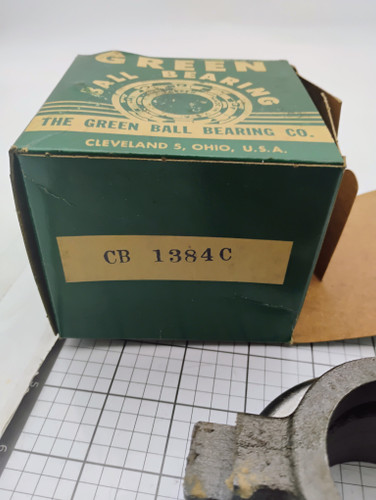 GREEN
BALL BEARING
THE GREEN BALL BEARING CO.
CLEVELAND 5, OHIO, U.S.A.
CB 1384C